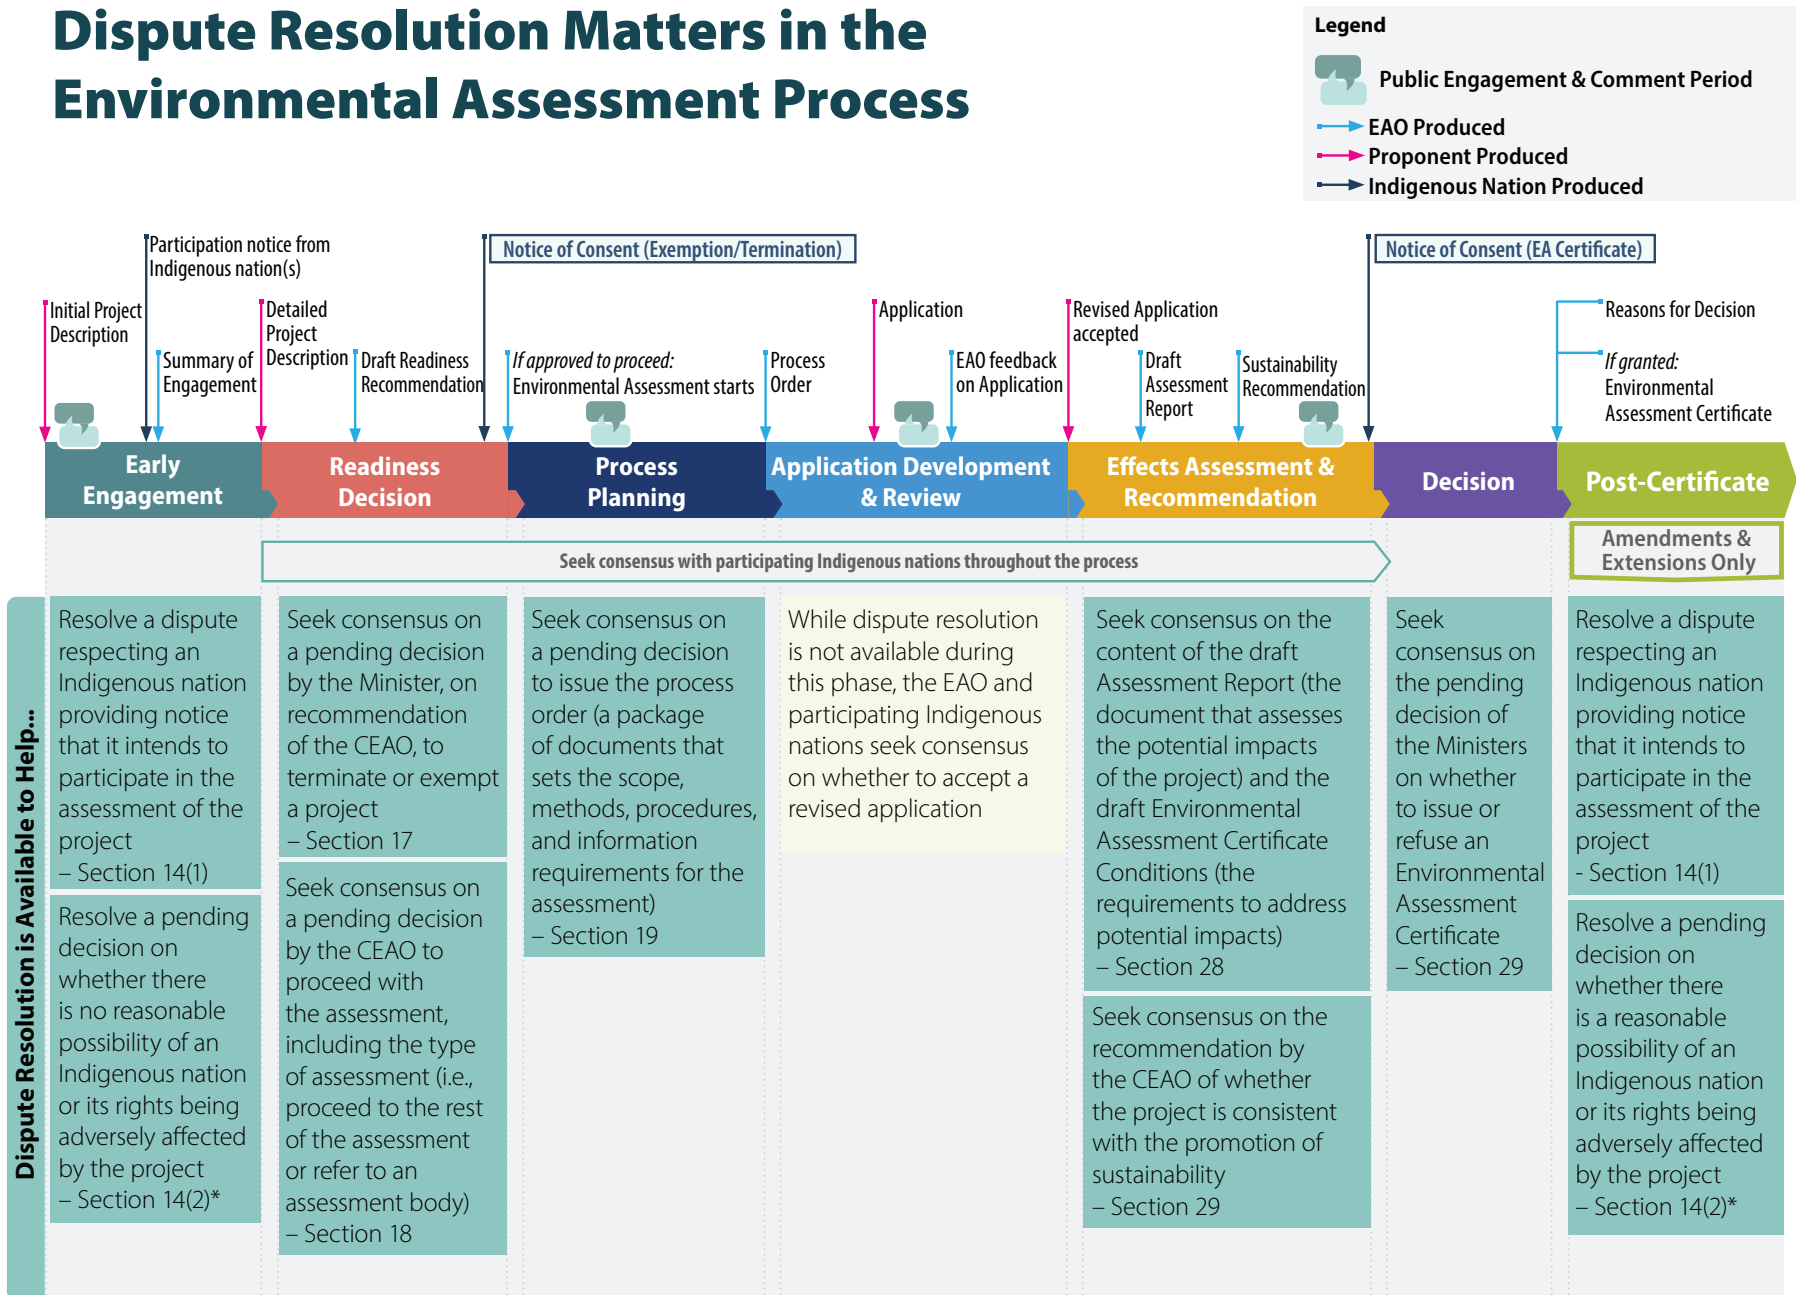 Dispute Resolution Matters in the
Environmental Assessment Process
Legend
Public Engagement & Comment Period
EAO Produced
Proponent Produced
Indigenous Nation Produced
Participation notice from
Indigenous nation(s)
Notice of Consent (Exemption/Termination)
Notice of Consent (EA Certificate)
Initial Project
Description
Summary of
Engagement
Detailed
Project
Description
Draft Readiness
Recommendation
If approved to proceed:
Environmental Assessment starts
Process
Order
Application
EAO feedback
on Application
Revised Application
accepted
Draft
Assessment
Report
Sustainability
Recommendation
Reasons for Decision
If granted:
Environmental
Assessment Certificate
Early
Engagement
Readiness
Decision
Process
Planning
Application Development
& Review
Effects Assessment &
Recommendation
Decision
Post-Certificate
Seek consensus with participating Indigenous nations throughout the process
Amendments &
Extensions Only
Dispute Resolution is Available to Help...
Resolve a dispute
respecting an
Indigenous nation
providing notice
that it intends to
participate in the
assessment of the
project
– Section 14(1)
Resolve a pending
decision on
whether there
is no reasonable
possibility of an
Indigenous nation
or its rights being
adversely affected
by the project
– Section 14(2)*
Seek consensus on
a pending decision
by the Minister, on
recommendation
of the CEAO, to
terminate or exempt
a project
– Section 17
Seek consensus on
a pending decision
by the CEAO to
proceed with
the assessment,
including the type
of assessment (i.e.,
proceed to the rest
of the assessment
or refer to an
assessment body)
– Section 18
Seek consensus on
a pending decision
to issue the process
order (a package
of documents that
sets the scope,
methods, procedures,
and information
requirements for the
assessment)
– Section 19
While dispute resolution
is not available during
this phase, the EAO and
participating Indigenous
nations seek consensus
on whether to accept a
revised application
Seek consensus on the
content of the draft
Assessment Report (the
document that assesses
the potential impacts
of the project) and the
draft Environmental
Assessment Certificate
Conditions (the
requirements to address
potential impacts)
– Section 28
Seek consensus on the
recommendation by
the CEAO of whether
the project is consistent
with the promotion of
sustainability
– Section 29
Seek
consensus on
the pending
decision of
the Ministers
on whether
to issue or
refuse an
Environmental
Assessment
Certificate
– Section 29
Resolve a dispute
respecting an
Indigenous nation
providing notice
that it intends to
participate in the
assessment of the
project
- Section 14(1)
Resolve a pending
decision on
whether there
is a reasonable
possibility of an
Indigenous nation
or its rights being
adversely affected
by the project
– Section 14(2)*